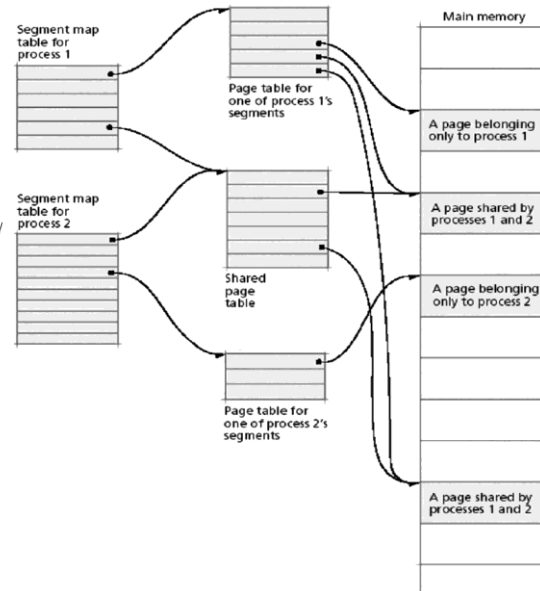 Main memory
Segment map
table for
process 1
Page table for
one of process 1's
segments
A page belonging
only to process 1
Segment map
table for
process 2
A page shared by
processes 1 and 2
Shared
page
table
A page belonging
only to process 2
Page table for
one of process 2's
segments
A page shared by
processes 1 and 2